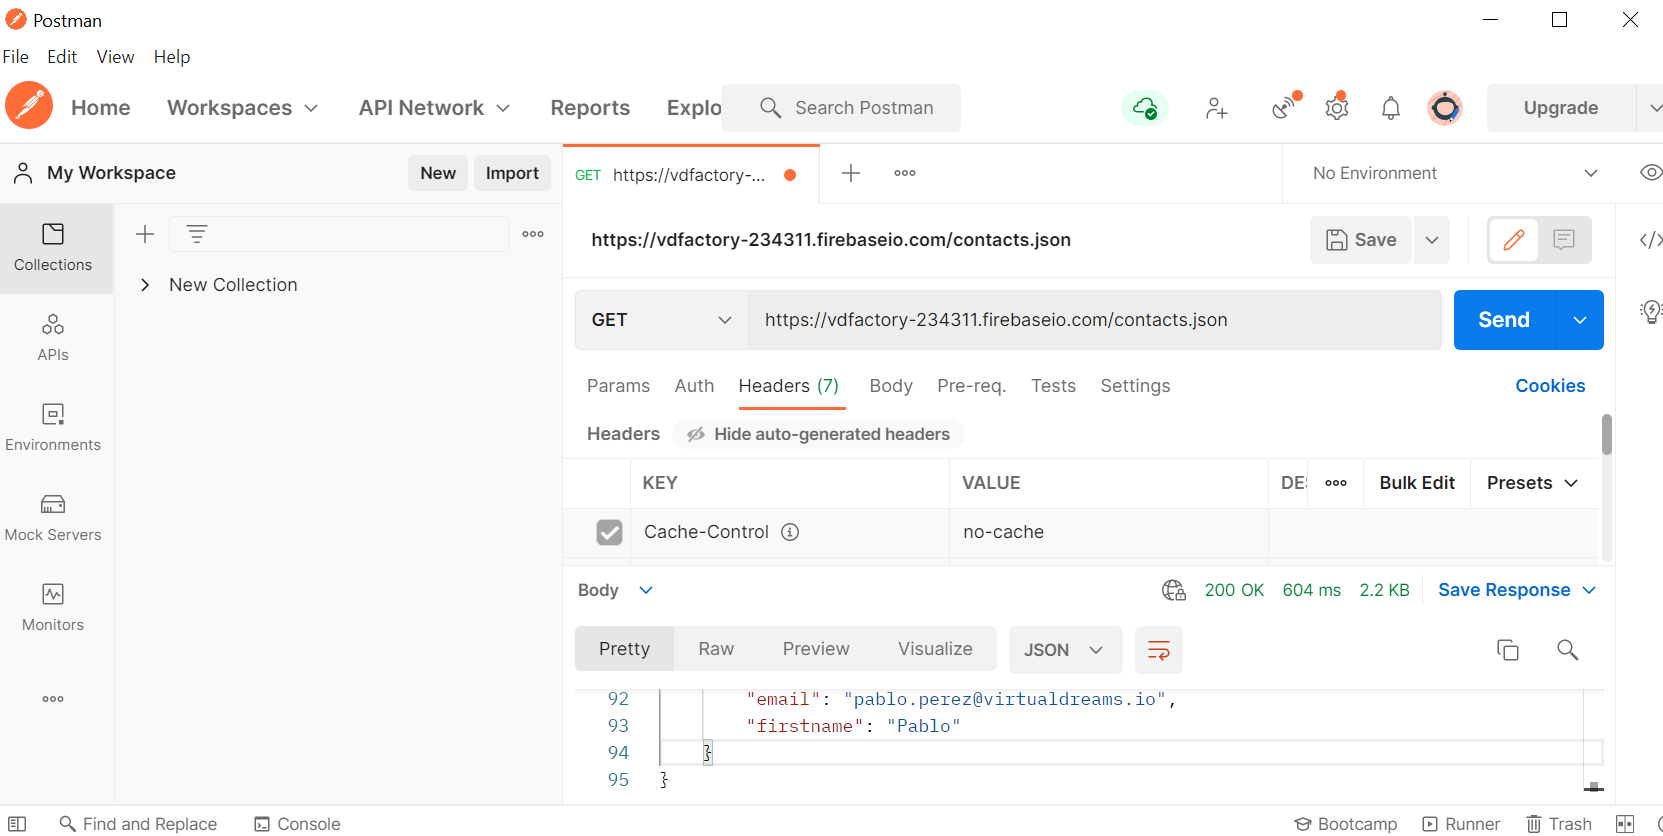 Postman
File Edit View Help
Home Workspaces API Network Reports Explo Search Postman Upgrade
My Workspace New Import GET https://vdfactory-... No Environment
Collections
New Collection
https://vdfactory-234311.firebaseio.com/contacts.json Save
GET https://vdfactory-234311.firebaseio.com/contacts.json Send
APIs
Params Auth Headers (7) Body Pre-req. Tests Settings Cookies
Environments
Headers Hide auto-generated headers
KEY VALUE DES Bulk Edit Presets
Mock Servers
Cache-Control no-cache
Body 200 OK 604 ms 2.2 KB Save Response
Monitors
Pretty Raw Preview Visualize JSON
92 "email": "pablo.perez@virtualdreams.io",
93 "firstname": "Pablo"
94 }
95 }
Find and Replace Console Bootcamp Runner Trash